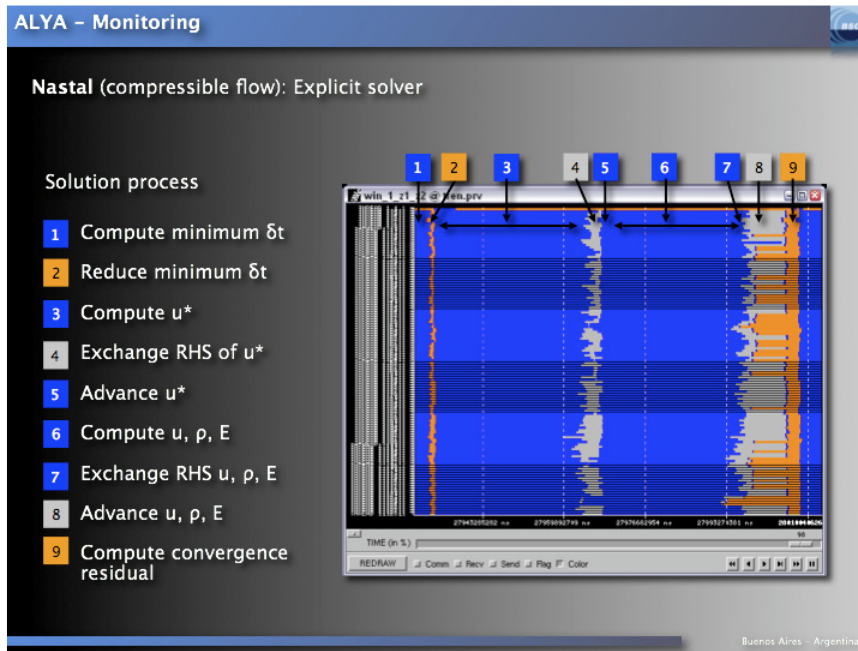 ALYA – Monitoring
bsc
Nastal (compressible flow): Explicit solver
Solution process
1 Compute minimum δt
2 Reduce minimum δt
3 Compute u*
4 Exchange RHS of u*
5 Advance u*
6 Compute u, ρ, E
7 Exchange RHS u, ρ, E
8 Advance u, ρ, E
9 Compute convergence
residual
1 2 3 4 5 6 7 8 9
TIME (in %)
98
REDRAW Comm Recv Send Flag Color
Buenos Aires – Argentina